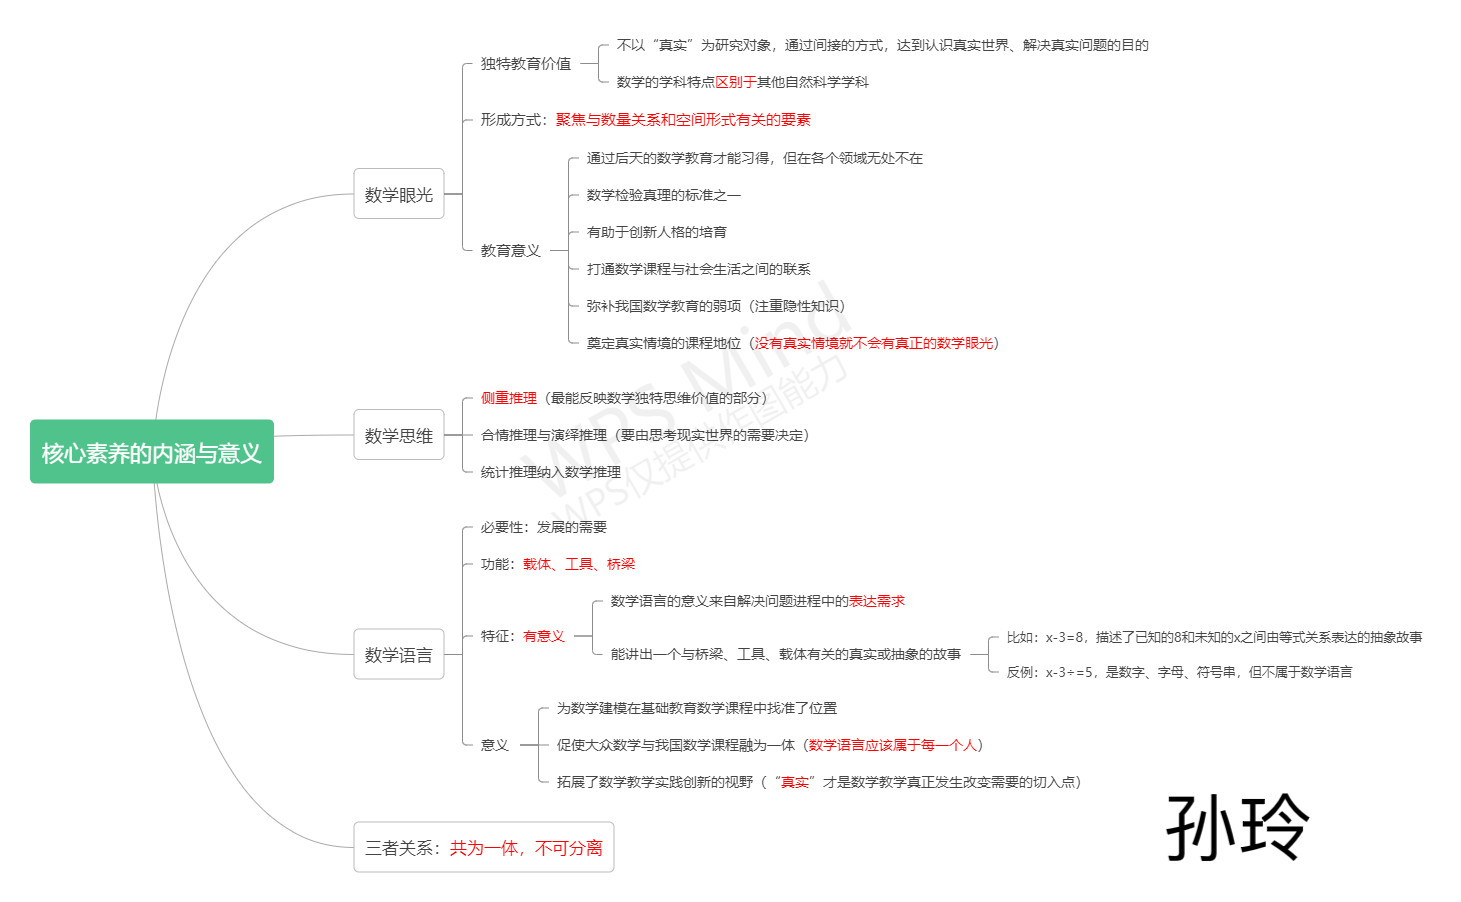 不以“真实”为研究对象，通过间接的方式，达到认识真实世界、解决真实问题的目的
独特教育价值
数学的学科特点区别于其他自然科学学科
形成方式：聚焦与数量关系和空间形式有关的要素
通过后天的数学教育才能习得，但在各个领域无处不在
数学眼光
数学检验真理的标准之一
有助于创新人格的培育
教育意义
打通数学课程与社会生活之间的联系
弥补我国数学教育的弱项（注重隐性知识）
奠定真实情境的课程地位（没有真实情境就不会有真正的数学眼光）
侧重推理（最能反映数学独特思维价值的部分）
数学思维
合情推理与演绎推理（要由思考现实世界的需要决定）
核心素养的内涵与意义
统计推理纳入数学推理
必要性：发展的需要
功能：载体、工具、桥梁
数学语言的意义来自解决问题进程中的表达需求
特征：有意义
数学语言
能讲出一个与桥梁、工具、载体有关的真实或抽象的故事
比如：x-3=8，描述了已知的8和未知的x之间由等式关系表达的抽象故事
反例：x-3÷=5，是数字、字母、符号串，但不属于数学语言
为数学建模在基础教育数学课程中找准了位置
意义
促使大众数学与我国数学课程融为一体（数学语言应该属于每一个人）
拓展了数学教学实践创新的视野（“真实”才是数学教学真正发生改变需要的切入点）
三者关系：共为一体，不可分离
孙玲
WPS Mind
WPS仅提供作图能力